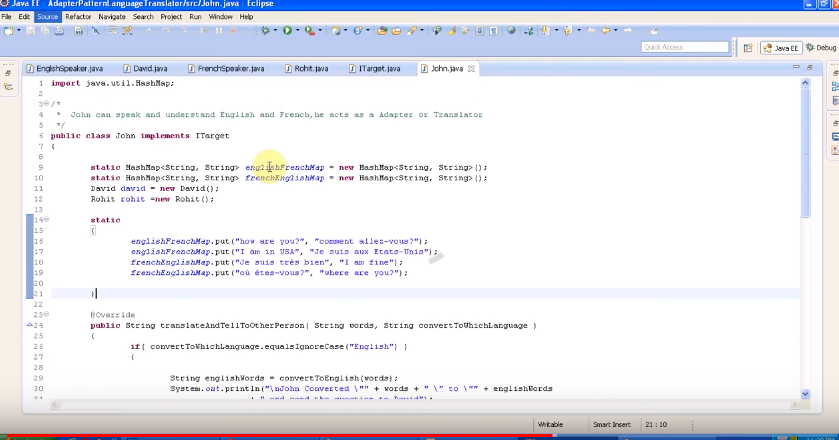 Java EE - AdapterPatternLanguageTranslator/src/John.java - Eclipse
File Edit Source Refactor Navigate Search Project Run Window Help
Quick Access
Java EE
Debug
EnglishSpeaker.java David.java FrenchSpeaker.java Rohit.java ITarget.java John.java
1 import java.util.HashMap;
2
3 /*
4 * John can speak and understand English and French,he acts as a Adapter or Translator
5 */
6 public class John implements ITarget
7 {
8
9 static HashMap<String, String> englishFrenchMap = new HashMap<String, String>();
10 static HashMap<String, String> frenchEnglishMap = new HashMap<String, String>();
11 David david = new David();
12 Rohit rohit =new Rohit();
13
14 static
15 {
16 englishFrenchMap.put("how are you?", "comment allez-vous?");
17 englishFrenchMap.put("I am in USA", "Je suis aux Etats-Unis");
18 frenchEnglishMap.put("Je suis très bien", "I am fine");
19 frenchEnglishMap.put("où étes-vous?", "where are you?");
20
21 }
22
23 @Override
24 public String translateAndTellToOtherPerson( String words, String convertToWhichLanguage )
25 {
26 if( convertToWhichLanguage.equalsIgnoreCase("English") )
27 {
28
29 String englishWords = convertToEnglish(words);
30 System.out.println("\nJohn Converted \"" + words + " \" to \"" + englishWords
31 + " and send the question to David");
Writable Smart Insert 21 : 10